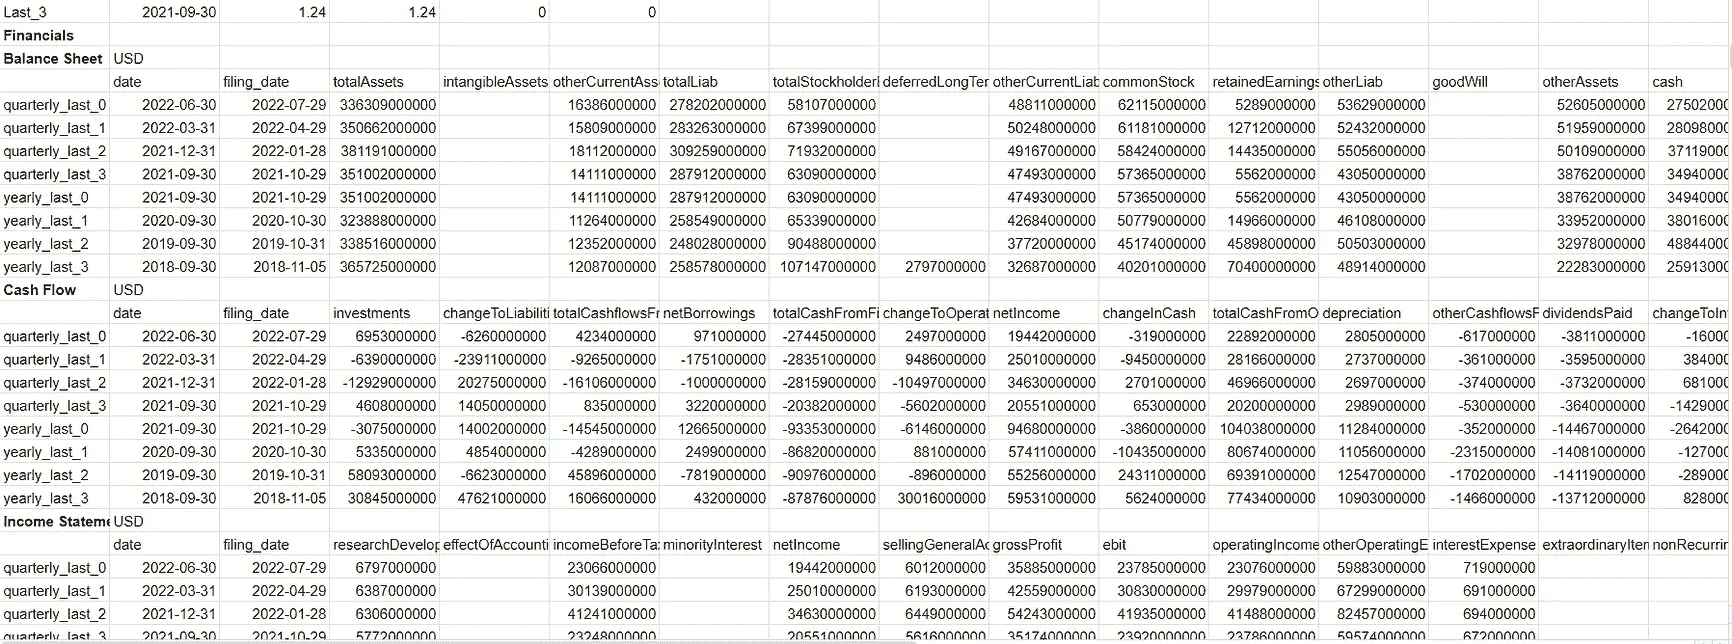 Last_3 2021-09-30 1.24 1.24 0 0
Financials
Balance Sheet USD
date filing_date totalAssets intangibleAssets otherCurrentAss totalLiab totalStockholderE deferredLongTer otherCurrentLiab commonStock retainedEarnings otherLiab goodWill otherAssets cash
quarterly_last_0 2022-06-30 2022-07-29 336309000000 16386000000 278202000000 58107000000 48811000000 62115000000 5289000000 53629000000 52605000000 27502000
quarterly_last_1 2022-03-31 2022-04-29 350662000000 15809000000 283263000000 67399000000 50248000000 61181000000 12712000000 52432000000 51959000000 28098000
quarterly_last_2 2021-12-31 2022-01-28 381191000000 18112000000 309259000000 71932000000 49167000000 58424000000 14435000000 55056000000 50109000000 37119000
quarterly_last_3 2021-09-30 2021-10-29 351002000000 14111000000 287912000000 63090000000 47493000000 57365000000 5562000000 43050000000 38762000000 34940000
yearly_last_0 2021-09-30 2021-10-29 351002000000 14111000000 287912000000 63090000000 47493000000 57365000000 5562000000 43050000000 38762000000 34940000
yearly_last_1 2020-09-30 2020-10-30 323888000000 11264000000 258549000000 65339000000 42684000000 50779000000 14966000000 46108000000 33952000000 38016000
yearly_last_2 2019-09-30 2019-10-31 338516000000 12352000000 248028000000 90488000000 37720000000 45174000000 45898000000 50503000000 32978000000 48844000
yearly_last_3 2018-09-30 2018-11-05 365725000000 12087000000 258578000000 107147000000 2797000000 32687000000 40201000000 70400000000 48914000000 22283000000 25913000
Cash Flow USD
date filing_date investments changeToLiabiliti totalCashflowsFr netBorrowings totalCashFromFi changeToOperat netIncome changeInCash totalCashFromO depreciation otherCashflowsF dividendsPaid changeToIn
quarterly_last_0 2022-06-30 2022-07-29 6953000000 -6260000000 4234000000 971000000 -27445000000 2497000000 19442000000 -319000000 22892000000 2805000000 -617000000 -3811000000 -16000
quarterly_last_1 2022-03-31 2022-04-29 -6390000000 -23911000000 -9265000000 -1751000000 -28351000000 9486000000 25010000000 -9450000000 28166000000 2737000000 -361000000 -3595000000 384000
quarterly_last_2 2021-12-31 2022-01-28 -12929000000 20275000000 -16106000000 -1000000000 -28159000000 -10497000000 34630000000 2701000000 46966000000 2697000000 -374000000 -3732000000 681000
quarterly_last_3 2021-09-30 2021-10-29 4608000000 14050000000 835000000 3220000000 -20382000000 -5602000000 20551000000 653000000 20200000000 2989000000 -530000000 -3640000000 -1429000
yearly_last_0 2021-09-30 2021-10-29 -3075000000 14002000000 -14545000000 12665000000 -93353000000 -6146000000 94680000000 -3860000000 104038000000 11284000000 -352000000 -14467000000 -2642000
yearly_last_1 2020-09-30 2020-10-30 5335000000 4854000000 -4289000000 2499000000 -86820000000 881000000 57411000000 -10435000000 80674000000 11056000000 -2315000000 -14081000000 -127000
yearly_last_2 2019-09-30 2019-10-31 58093000000 -6623000000 45896000000 -7819000000 -90976000000 -896000000 55256000000 24311000000 69391000000 12547000000 -1702000000 -14119000000 -289000
yearly_last_3 2018-09-30 2018-11-05 30845000000 47621000000 16066000000 432000000 -87876000000 30016000000 59531000000 5624000000 77434000000 10903000000 -1466000000 -13712000000 828000
Income Stateme USD
date filing_date researchDevelop effectOfAccounti incomeBeforeTa minorityInterest netIncome sellingGeneralAc grossProfit ebit operatingIncome otherOperatingE interestExpense extraordinaryIter nonRecurrir
quarterly_last_0 2022-06-30 2022-07-29 6797000000 23066000000 19442000000 6012000000 35885000000 23785000000 23076000000 59883000000 719000000
quarterly_last_1 2022-03-31 2022-04-29 6387000000 30139000000 25010000000 6193000000 42559000000 30830000000 29979000000 67299000000 691000000
quarterly_last_2 2021-12-31 2022-01-28 6306000000 41241000000 34630000000 6449000000 54243000000 41935000000 41488000000 82457000000 694000000
quarterly_last_3 2021-09-30 2021-10-29 5772000000 23248000000 20551000000 5616000000 35174000000 23920000000 23786000000 59574000000 672000000